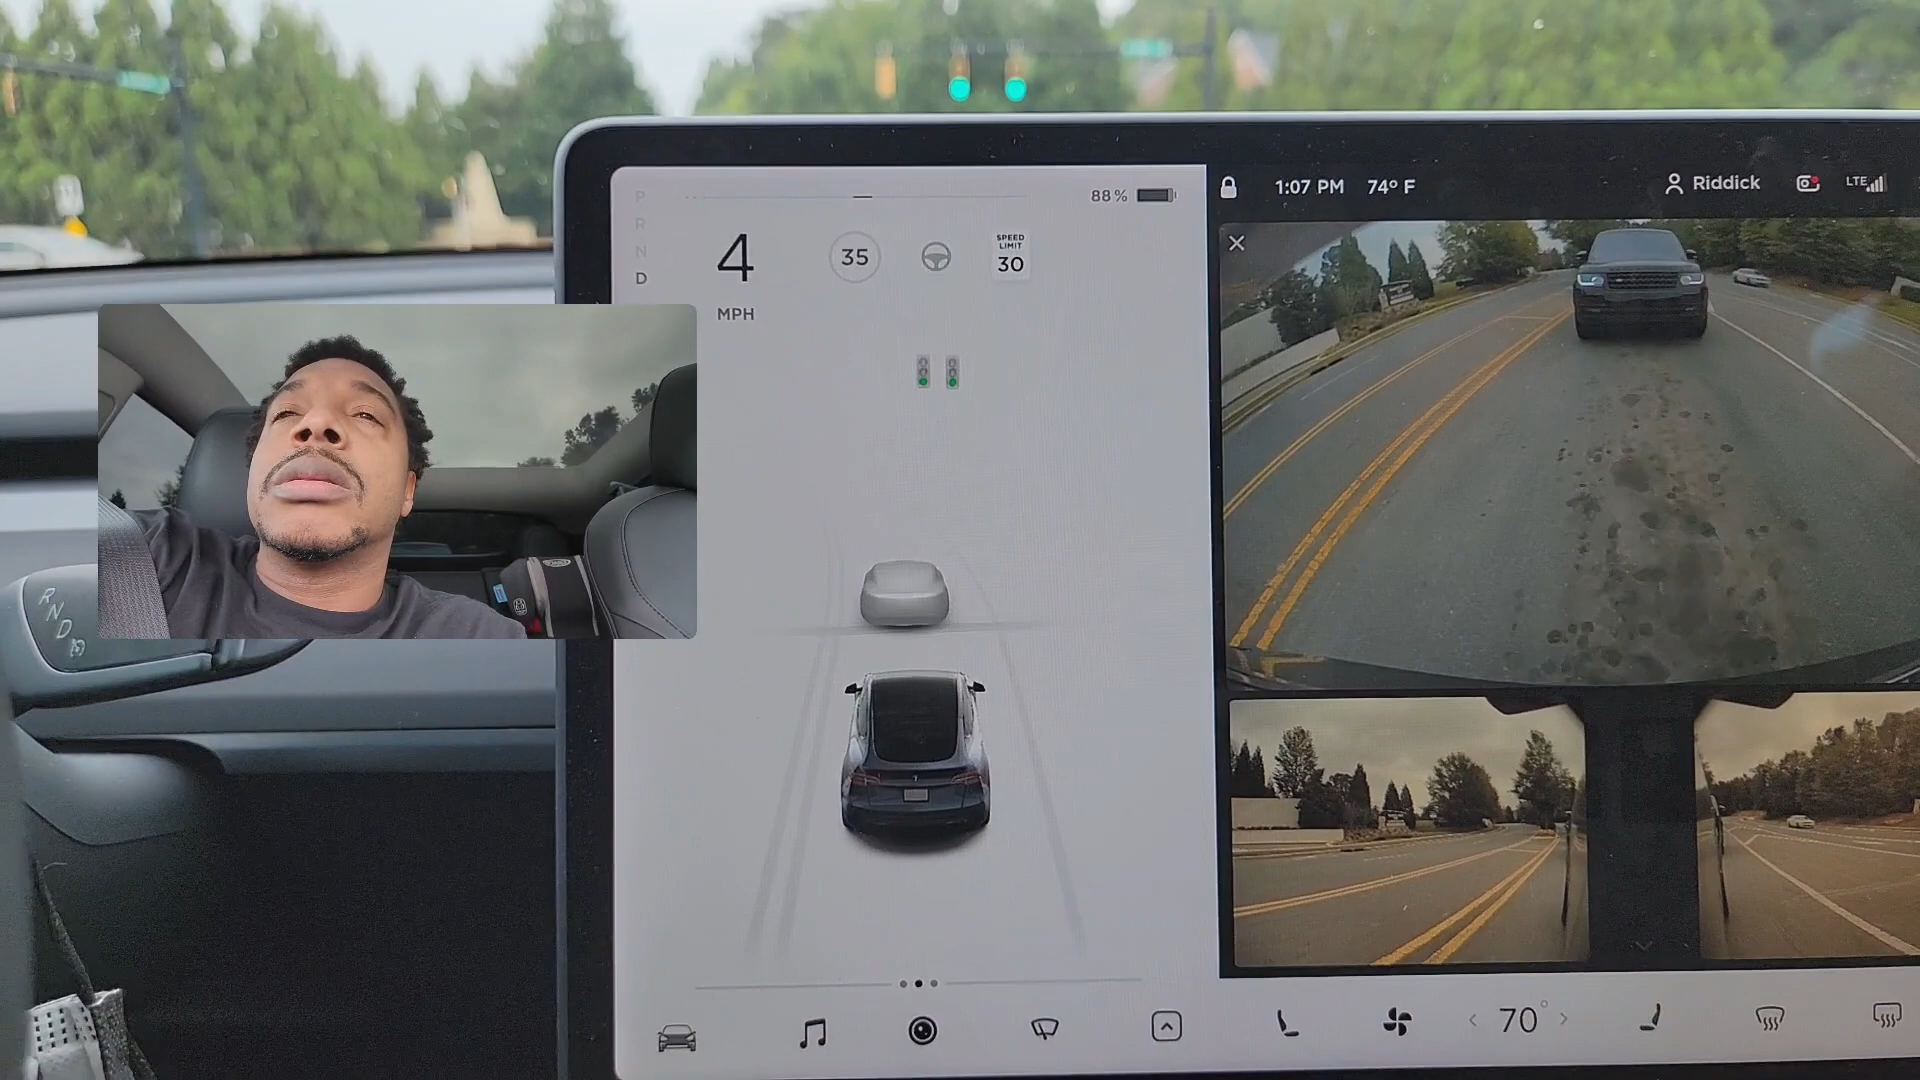 P
R
N
D
88%
4
MPH
35
SPEED
LIMIT
30
1:07 PM
74° F
Riddick
LTE
R
N
D
70°